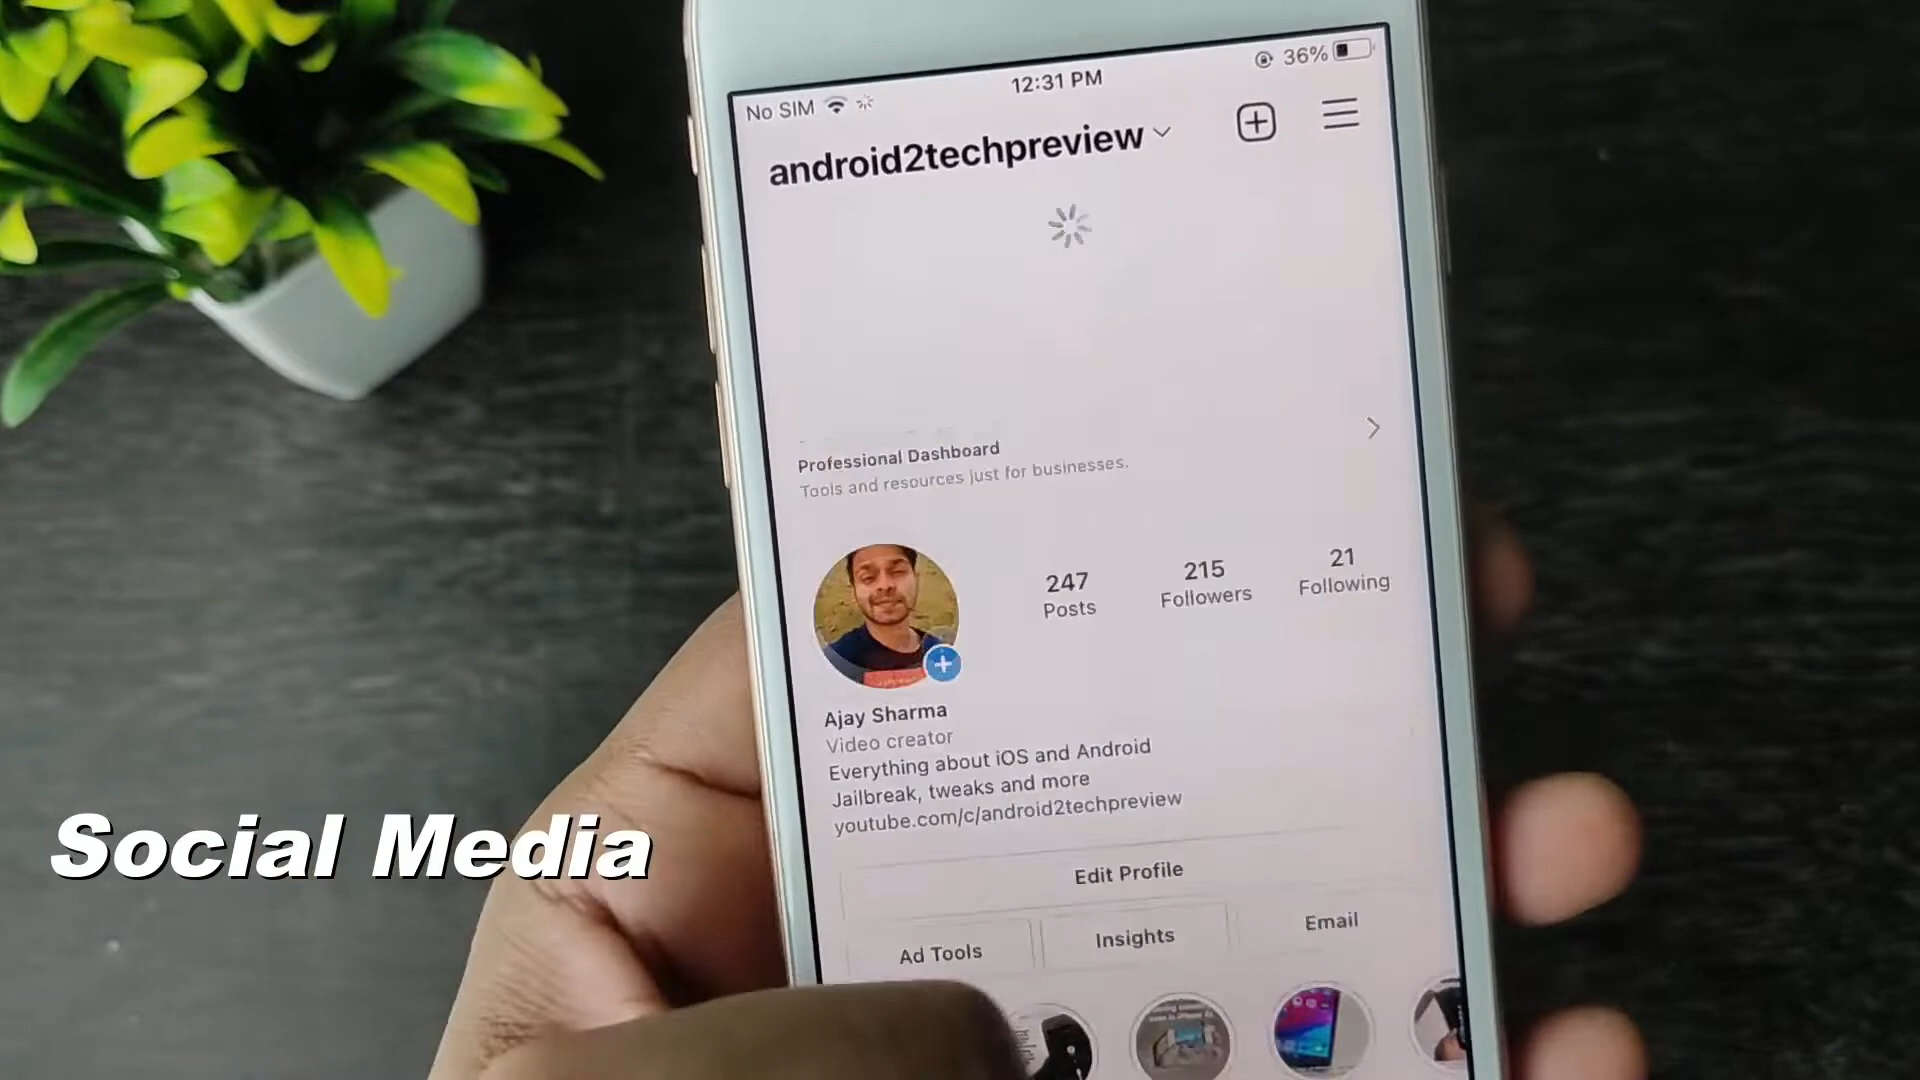 No SIM
12:31 PM
36%
android2techpreview
Professional Dashboard
Tools and resources just for businesses.
247
Posts
215
Followers
21
Following
Ajay Sharma
Video creator
Everything about iOS and Android
Jailbreak, tweaks and more
youtube.com/c/android2techpreview
Edit Profile
Ad Tools
Insights
Email
Social Media